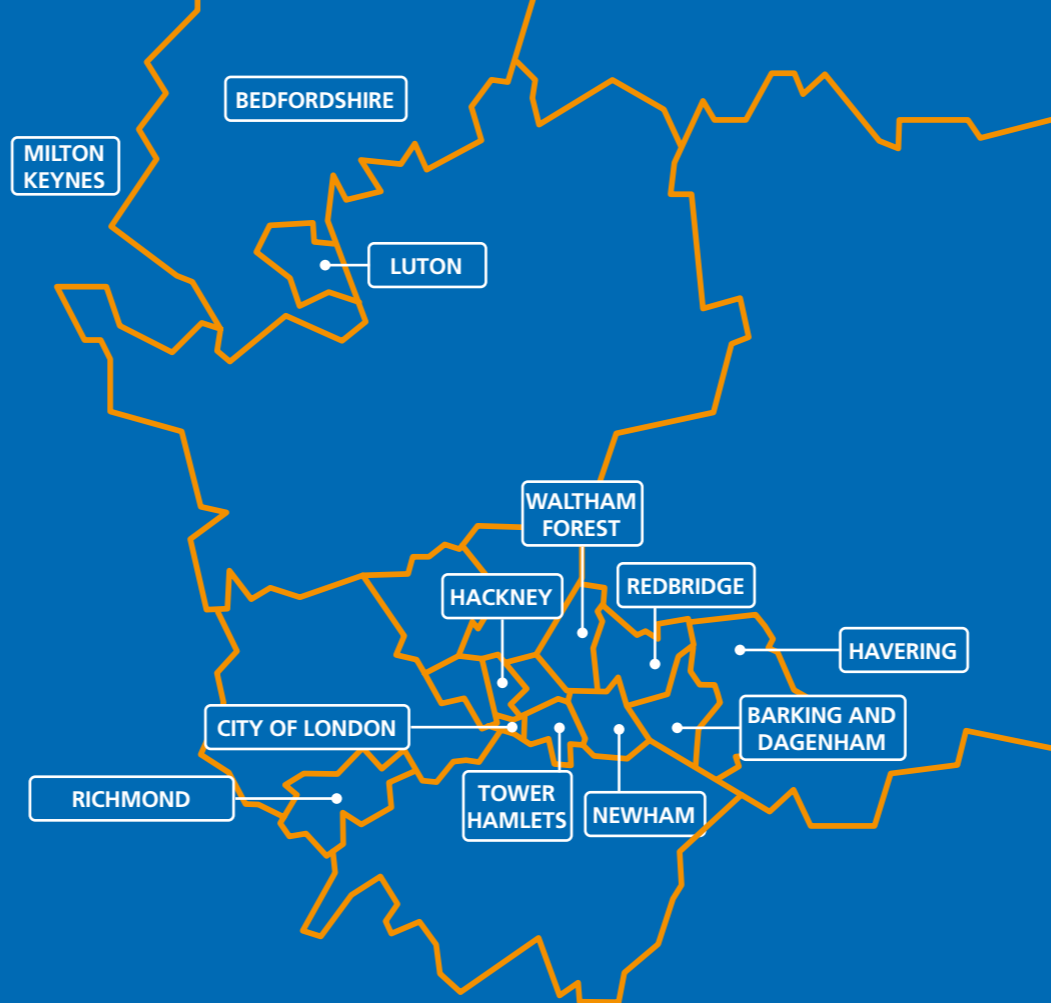 BEDFORDSHIRE
MILTON
KEYNES
LUTON
WALTHAM
FOREST
REDBRIDGE
HACKNEY
HAVERING
CITY OF LONDON
BARKING AND
DAGENHAM
RICHMOND
TOWER
HAMLETS
NEWHAM